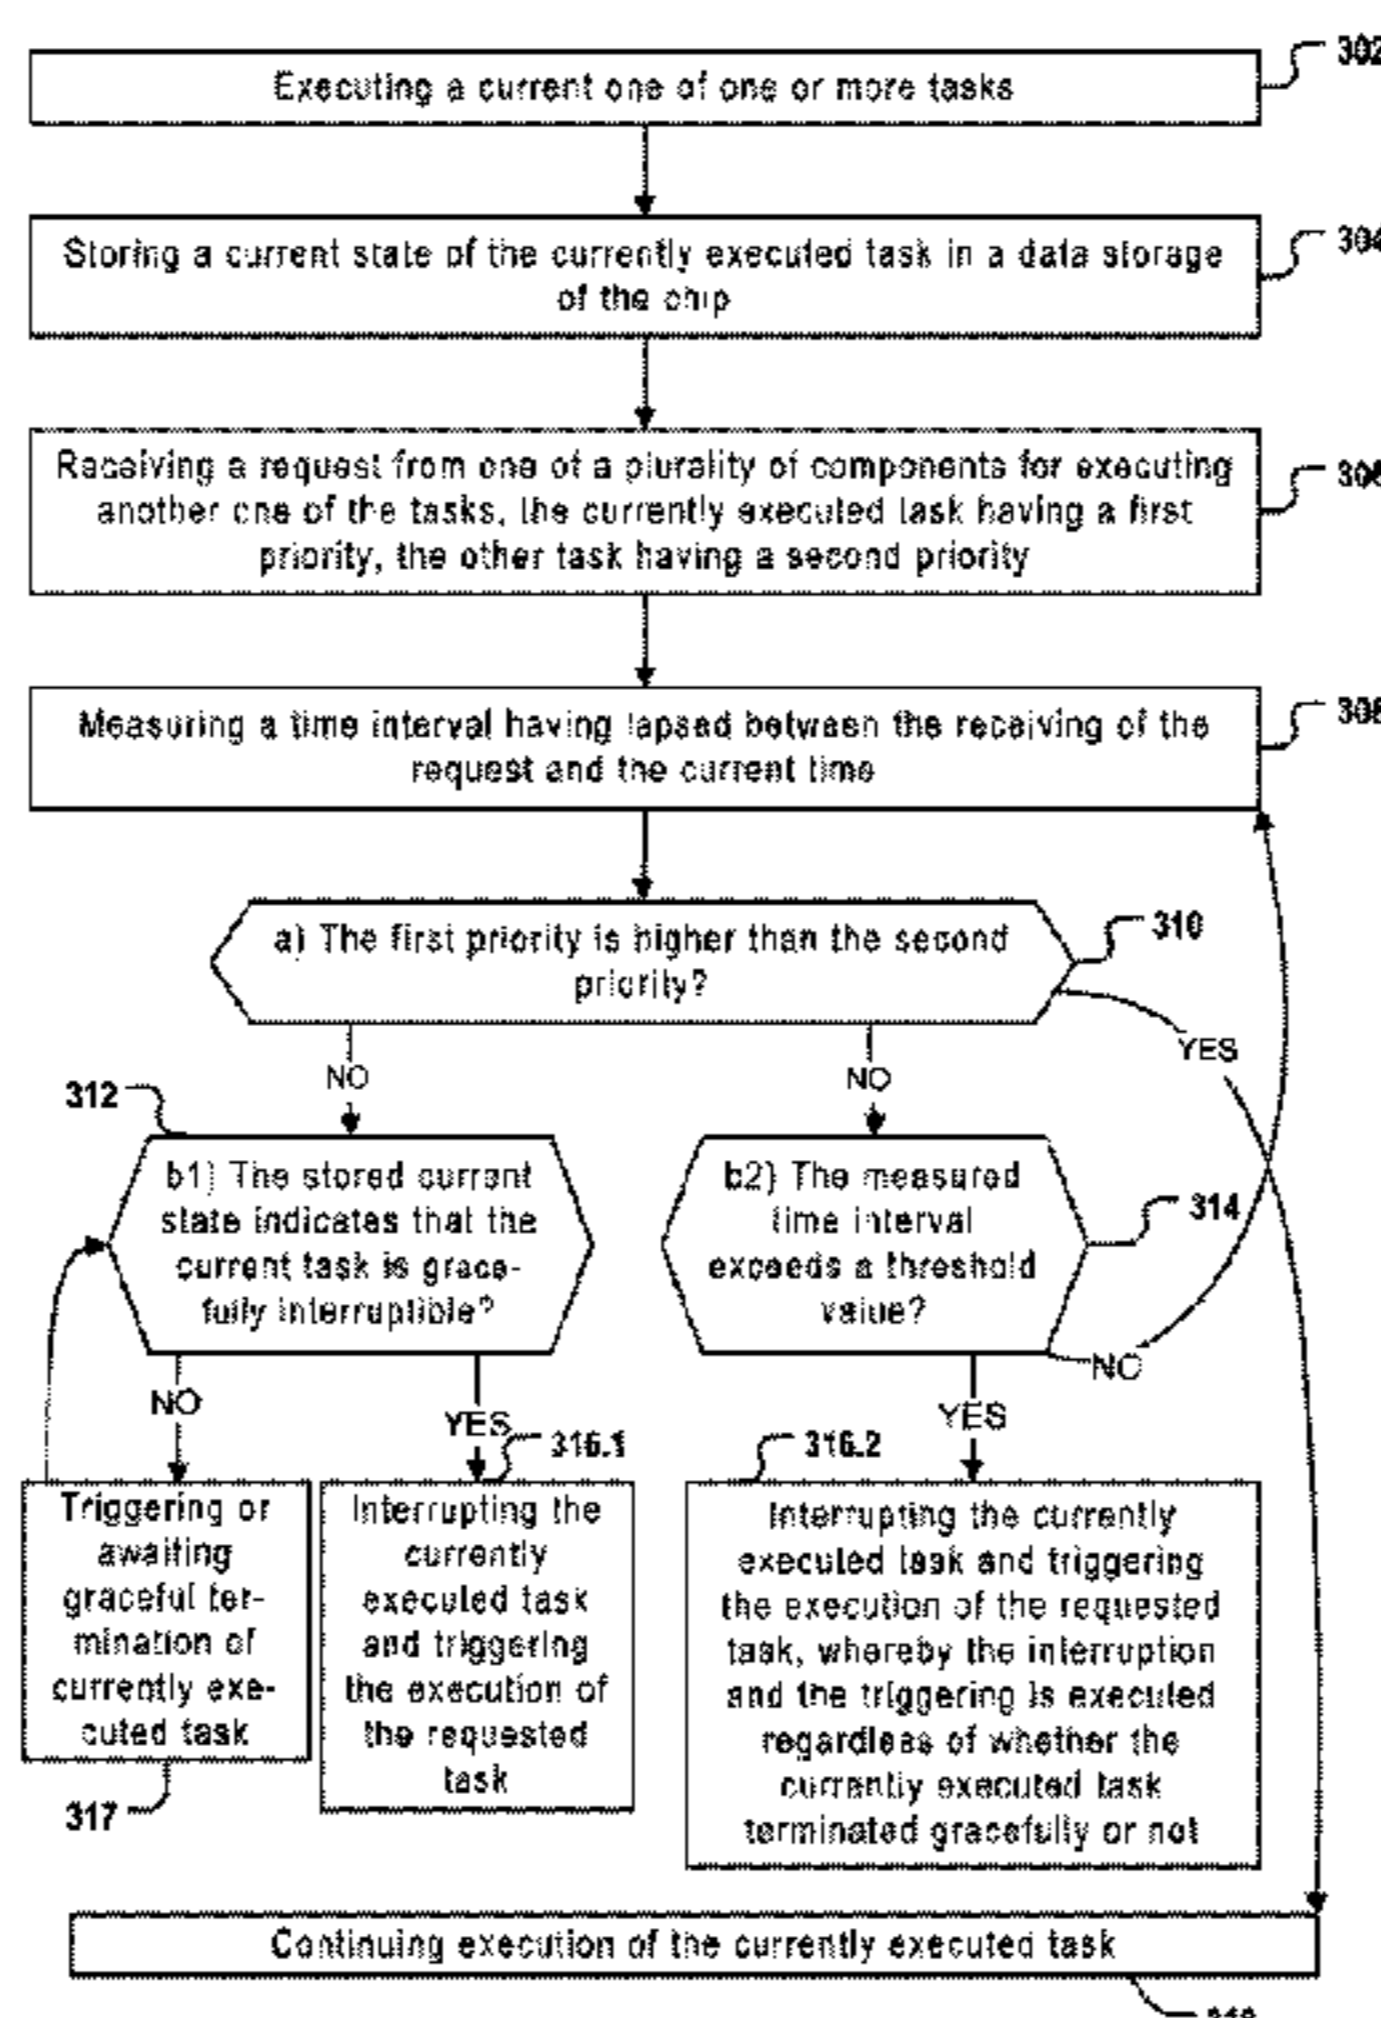 302
Executing a current one of one or more tasks
304
Storing a current state of the currently executed task in a data storage
of the chip
306
Receiving a request from one of a plurality of components for executing
another one of the tasks, the currently executed task having a first
priority, the other task having a second priority
308
Measuring a time interval having lapsed between the receiving of the
request and the current time
310
a) The first priority is higher than the second
priority?
YES
NO
NO
312
b1) The stored current
state indicates that the
current task is grace-
fully interruptible?
b2) The measured
time interval
exceeds a threshold
value?
314
NO
YES
YES
NO
316.1
316.2
Triggering or
awaiting
graceful ter-
mination of
currently exe-
cuted task
317
Interrupting the
currently
executed task
and triggering
the execution of
the requested
task
Interrupting the currently
executed task and triggering
the execution of the requested
task, whereby the interruption
and the triggering is executed
regardless of whether the
currently executed task
terminated gracefully or not
Continuing execution of the currently executed task